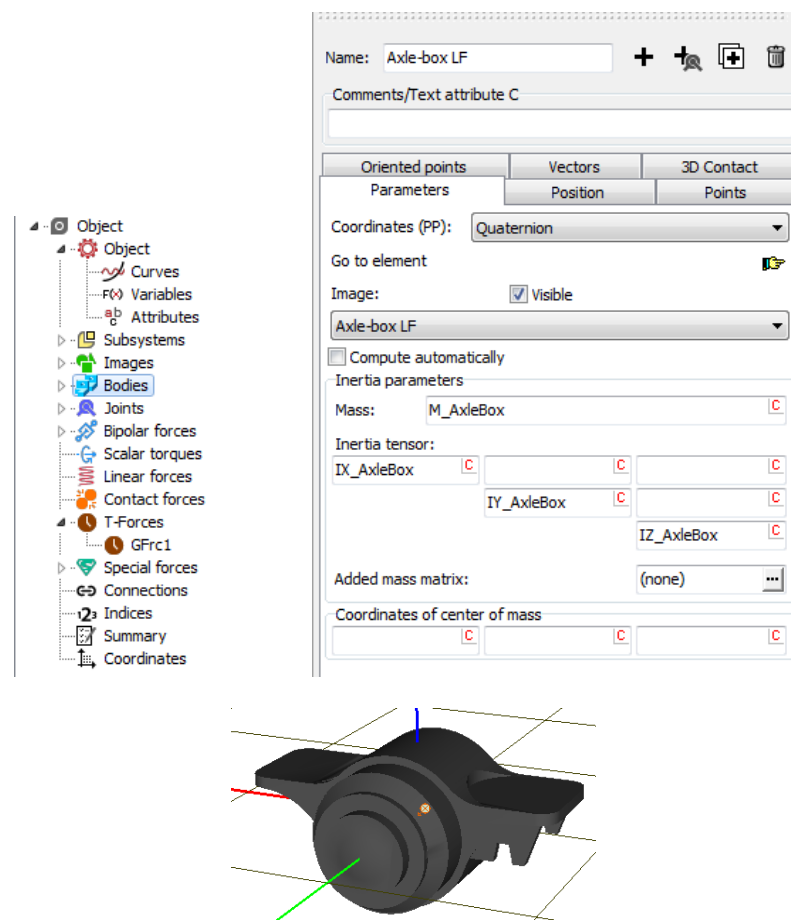 Name: Axle-box LF
Comments/Text attribute C
Oriented points Vectors 3D Contact
Parameters Position Points
Coordinates (PP): Quaternion
Go to element
Image: Visible
Axle-box LF
Compute automatically
Inertia parameters
Mass: M_AxleBox C
Inertia tensor:
IX_AxleBox C C C
IY_AxleBox C C
IZ_AxleBox C
Added mass matrix: (none) ...
Coordinates of center of mass
C C C
Object
Object
Curves
F(x) Variables
ab c Attributes
Subsystems
Images
Bodies
Joints
Bipolar forces
Scalar torques
Linear forces
Contact forces
T-Forces
GFrc1
Special forces
Connections
123 Indices
Summary
Coordinates